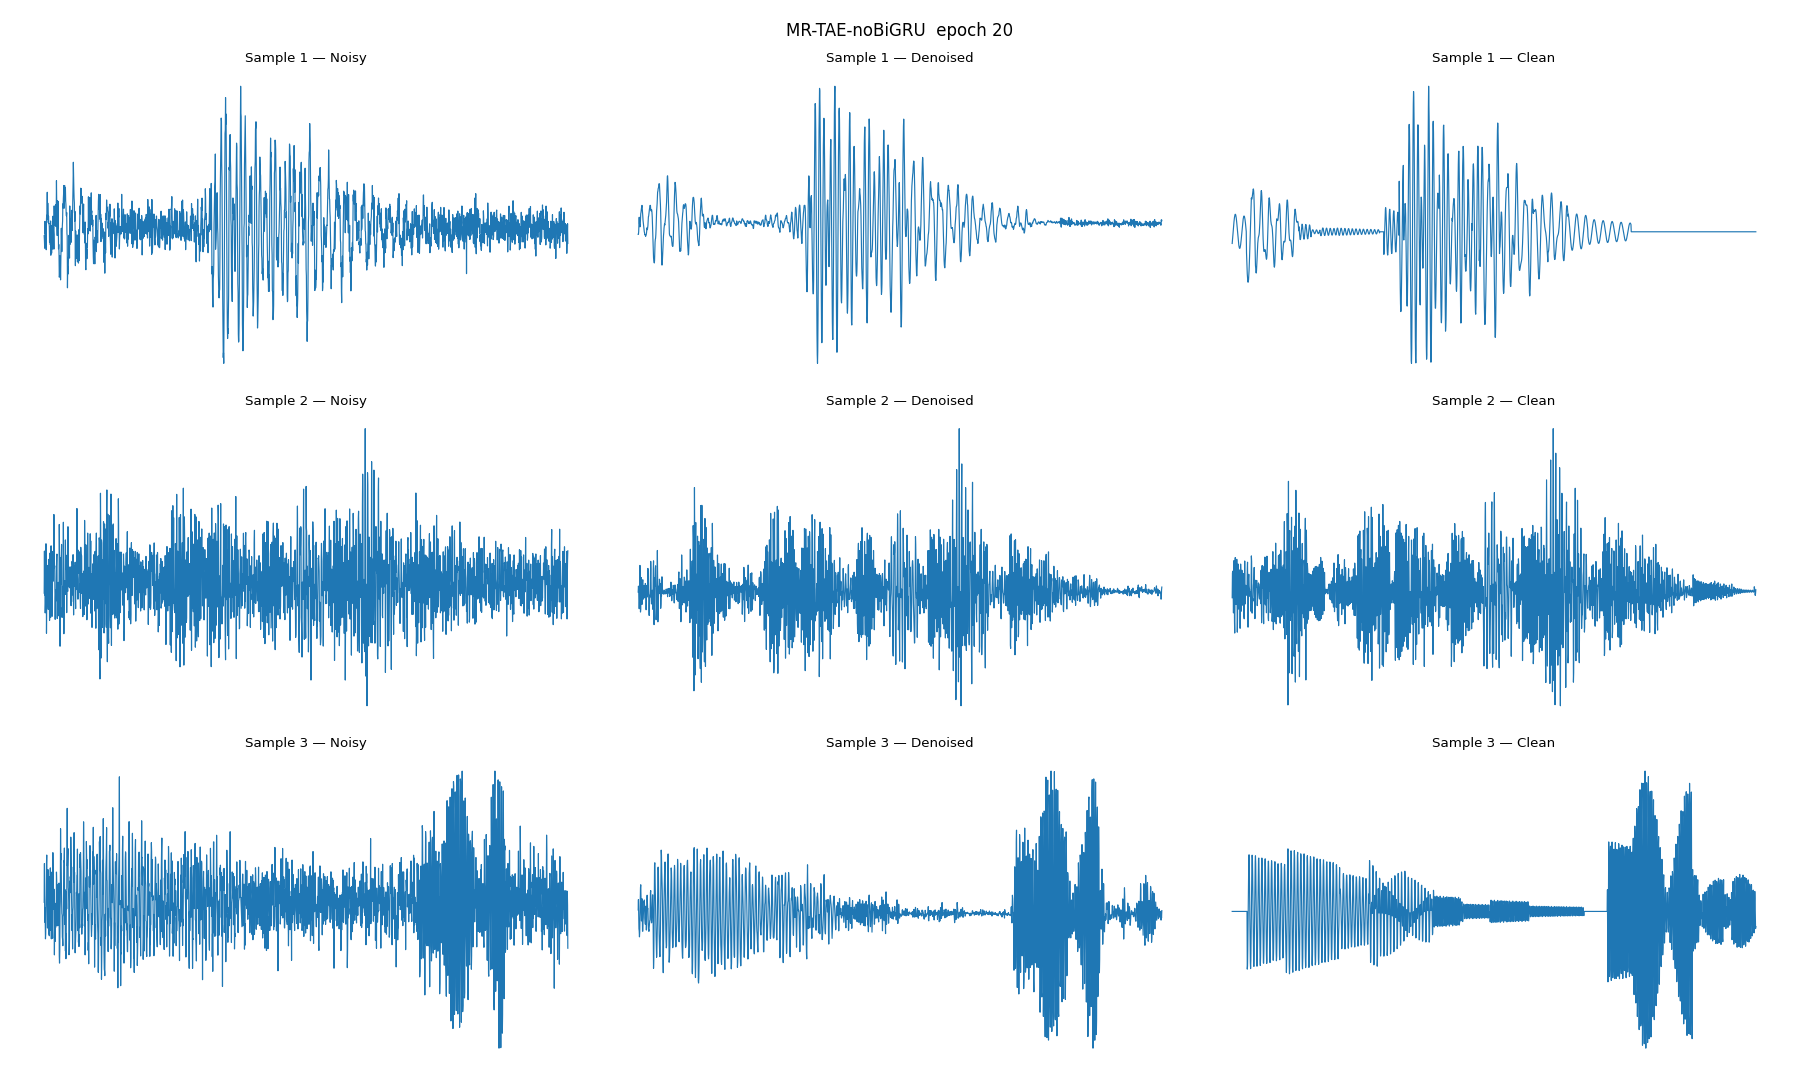 MR-TAE-noBiGRU  epoch 20
Sample 1 — Noisy
Sample 1 — Denoised
Sample 1 — Clean
Sample 2 — Noisy
Sample 2 — Denoised
Sample 2 — Clean
Sample 3 — Noisy
Sample 3 — Denoised
Sample 3 — Clean